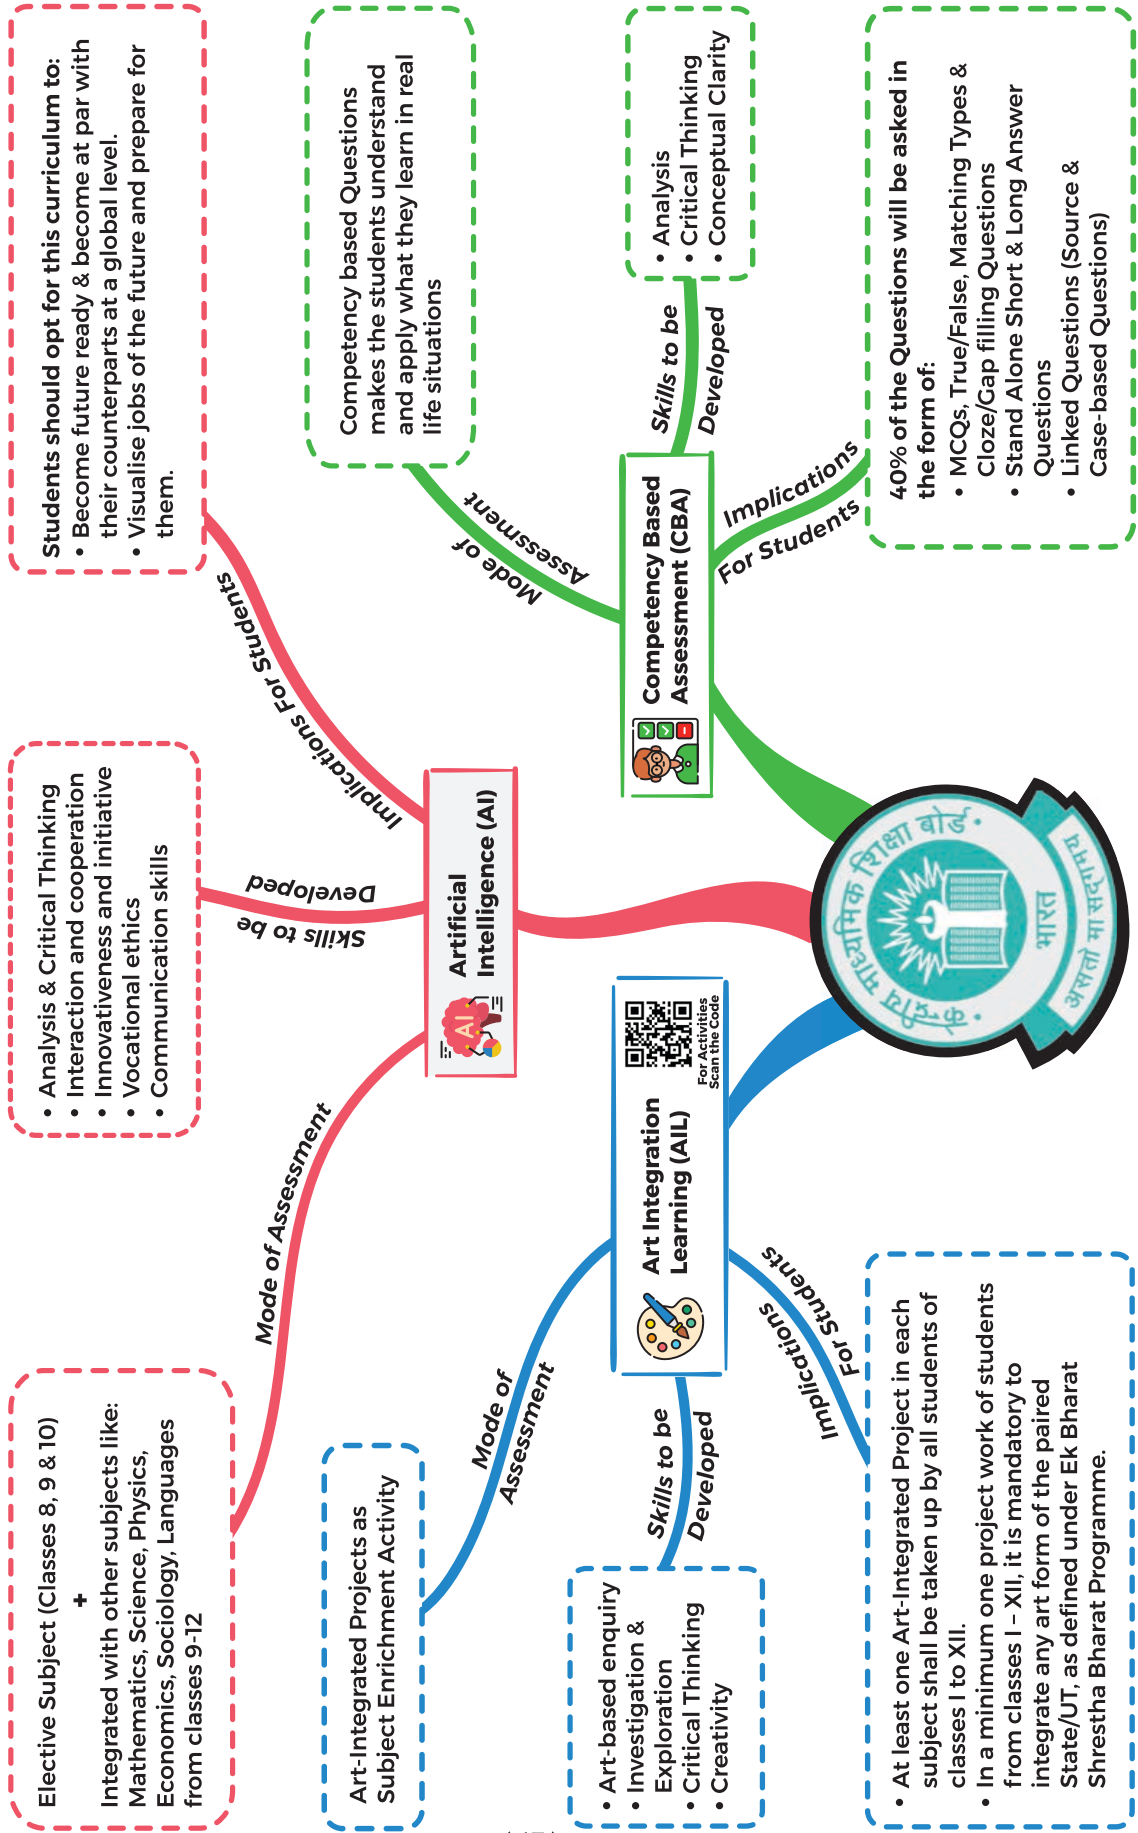 Elective Subject (Classes 8, 9 & 10)
+
Integrated with other subjects like:
Mathematics, Science, Physics,
Economics, Sociology, Languages
from classes 9-12
Mode of Assessment
• Analysis & Critical Thinking
• Interaction and cooperation
• Innovativeness and initiative
• Vocational ethics
• Communication skills
Skills to be
Developed
Students should opt for this curriculum to:
• Become future ready & become at par with
their counterparts at a global level.
• Visualise jobs of the future and prepare for
them.
Implications For Students
AI
Artificial
Intelligence (AI)
Art-Integrated Projects as
Subject Enrichment Activity
Mode of
Assessment
• Art-based enquiry
• Investigation &
Exploration
• Critical Thinking
• Creativity
Skills to be
Developed
Art Integration
Learning (AIL)
For Activities
Scan the Code
Implications
For Students
• At least one Art-Integrated Project in each
subject shall be taken up by all students of
classes I to XII.
• In a minimum one project work of students
from classes I – XII, it is mandatory to
integrate any art form of the paired
State/UT, as defined under Ek Bharat
Shrestha Bharat Programme.
Competency based Questions
makes the students understand
and apply what they learn in real
life situations
Mode of
Assessment
Competency Based
Assessment (CBA)
Skills to be
Developed
• Analysis
• Critical Thinking
• Conceptual Clarity
Implications
For Students
40% of the Questions will be asked in
the form of:
• MCQs, True/False, Matching Types &
Cloze/Gap filling Questions
• Stand Alone Short & Long Answer
Questions
• Linked Questions (Source &
Case-based Questions)
केन्द्रीय माध्यमिक शिक्षा बोर्ड
भारत
असतो मा सद्गमय